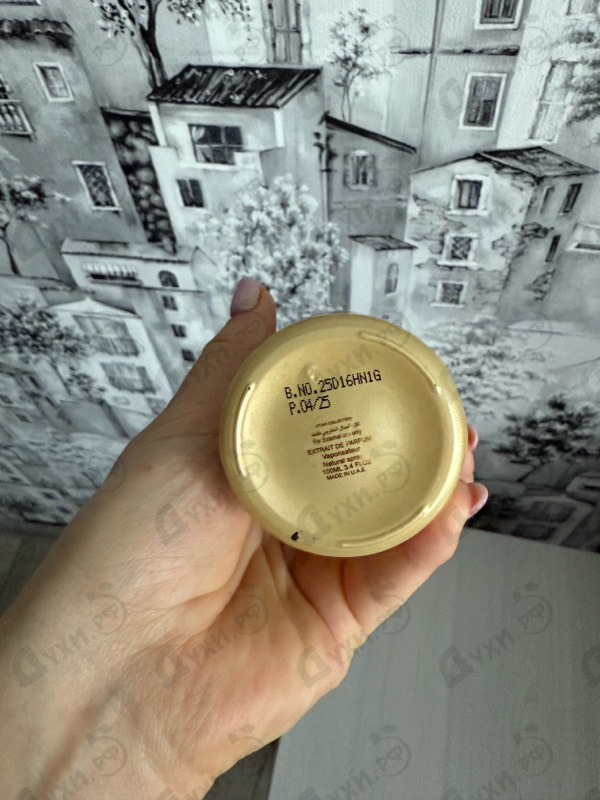 B.NO.25D16HN1G
P.04/25
For External use only
EXTRAIT DE PARFUM
Vaporisateur
Natural spray
100ML 3.4 FL.OZ
MADE IN U.A.E.
Духи.рф